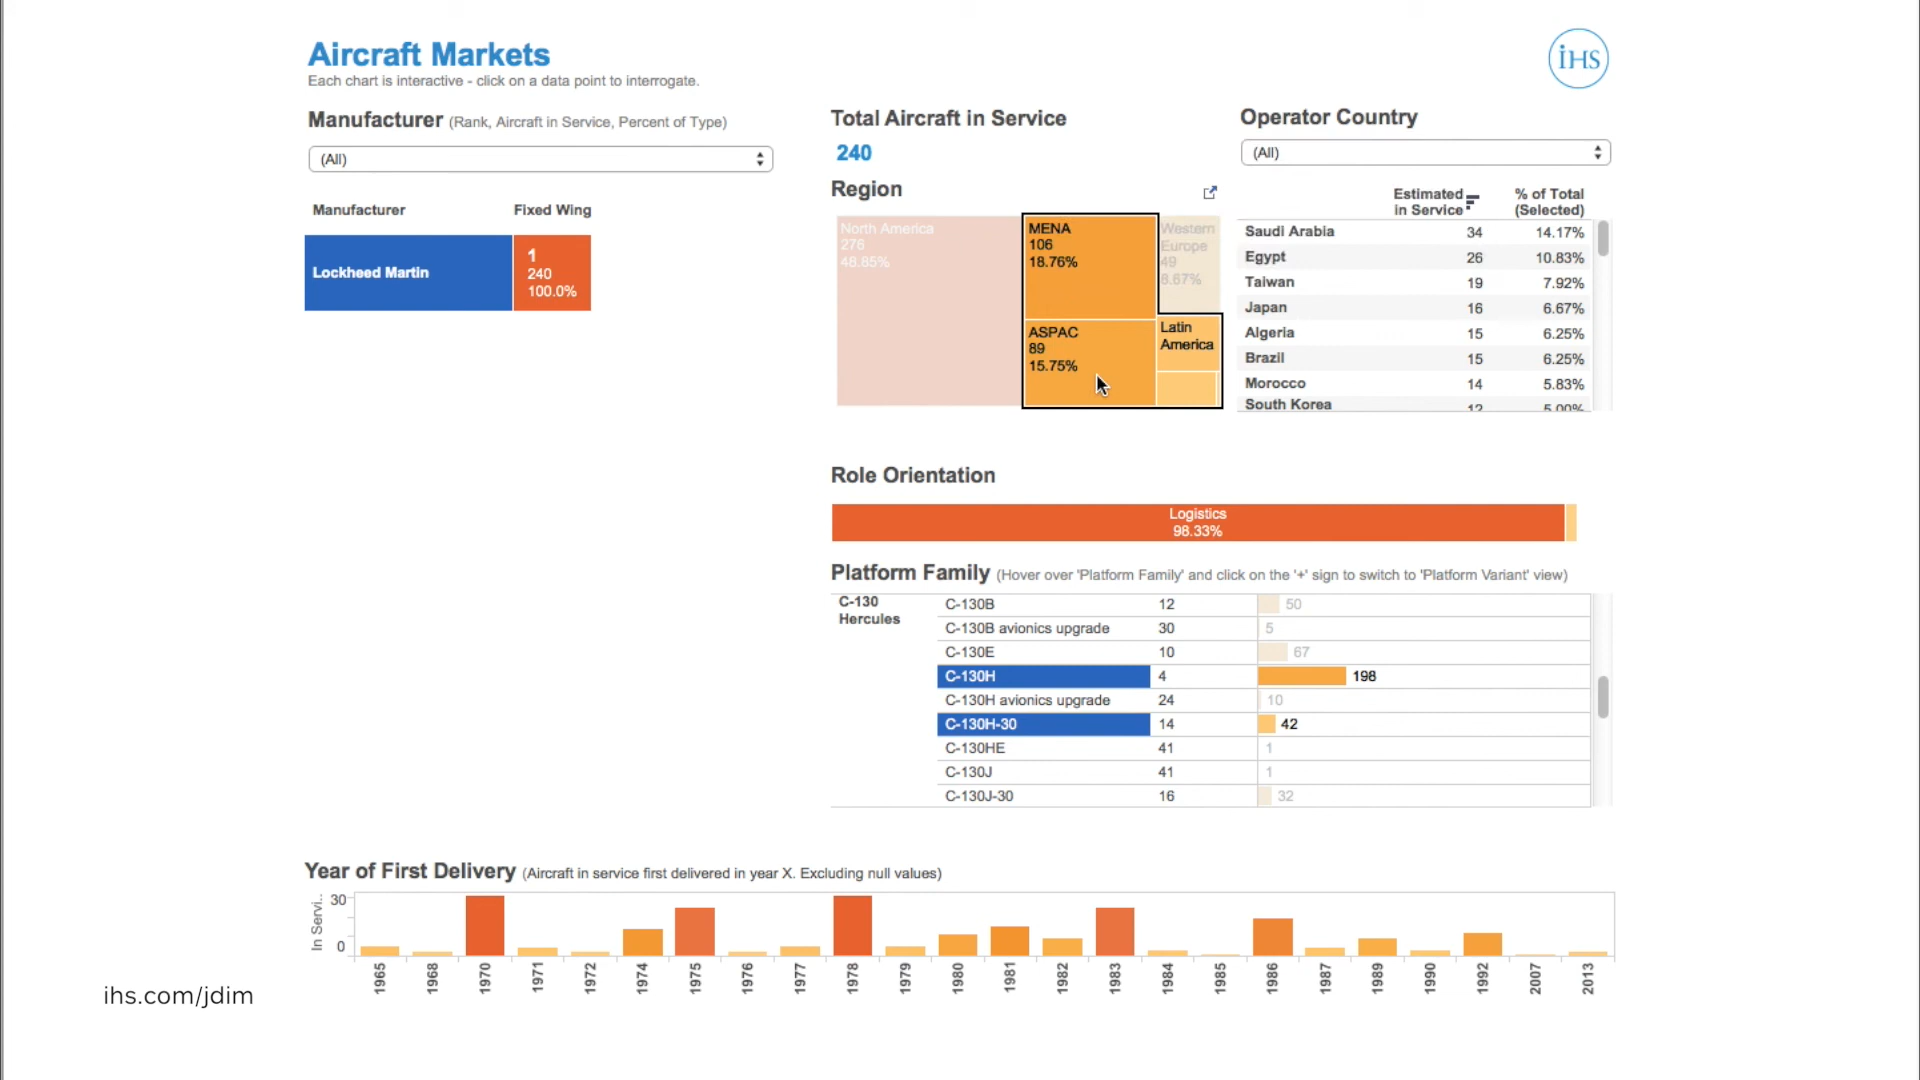 Aircraft Markets
Each chart is interactive - click on a data point to interrogate.
IHS
Manufacturer (Rank, Aircraft in Service, Percent of Type)
(All)
Manufacturer Fixed Wing
Lockheed Martin
1
240
100.0%
Total Aircraft in Service
240
Region
North America
276
48.85%
MENA
106
18.76%
Western
Europe
49
8.67%
ASPAC
89
15.75%
Latin
America
Operator Country
(All)
Estimated in Service % of Total (Selected)
Saudi Arabia 34 14.17%
Egypt 26 10.83%
Taiwan 19 7.92%
Japan 16 6.67%
Algeria 15 6.25%
Brazil 15 6.25%
Morocco 14 5.83%
South Korea 12 5.00%
Role Orientation
Logistics
98.33%
Platform Family (Hover over 'Platform Family' and click on the '+' sign to switch to 'Platform Variant' view)
C-130
Hercules
C-130B 12 50
C-130B avionics upgrade 30 5
C-130E 10 67
C-130H 4 198
C-130H avionics upgrade 24 10
C-130H-30 14 42
C-130HE 41 1
C-130J 41 1
C-130J-30 16 32
Year of First Delivery (Aircraft in service first delivered in year X. Excluding null values)
In Servi..
30
0
1965 1968 1970 1971 1972 1974 1975 1976 1977 1978 1979 1980 1981 1982 1983 1984 1985 1986 1987 1989 1990 1992 2007 2013
ihs.com/jdim